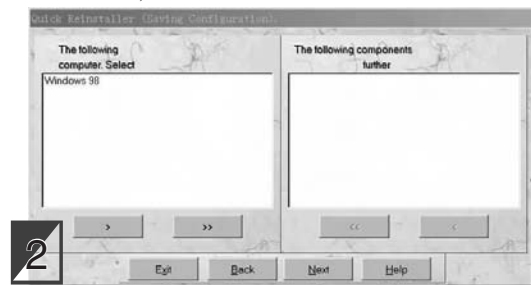 Quick Reinstaller (Saving Configuration).
The following
computer. Select
The following components
further
Windows 98
>
>>
<<
<
2
Exit
Back
Next
Help